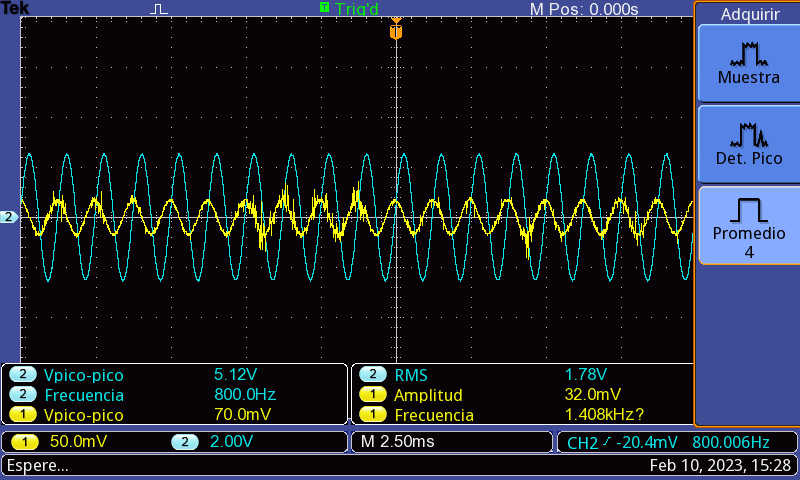 Tek T Trig'd M Pos: 0.000s Adquirir
T
Muestra
Det. Pico
2
Promedio
4
2 Vpico-pico 5.12V
2 Frecuencia 800.0Hz
1 Vpico-pico 70.0mV
2 RMS 1.78V
1 Amplitud 32.0mV
1 Frecuencia 1.408kHz?
1 50.0mV 2 2.00V M 2.50ms CH2 -20.4mV 800.006Hz
Espere... Feb 10, 2023, 15:28